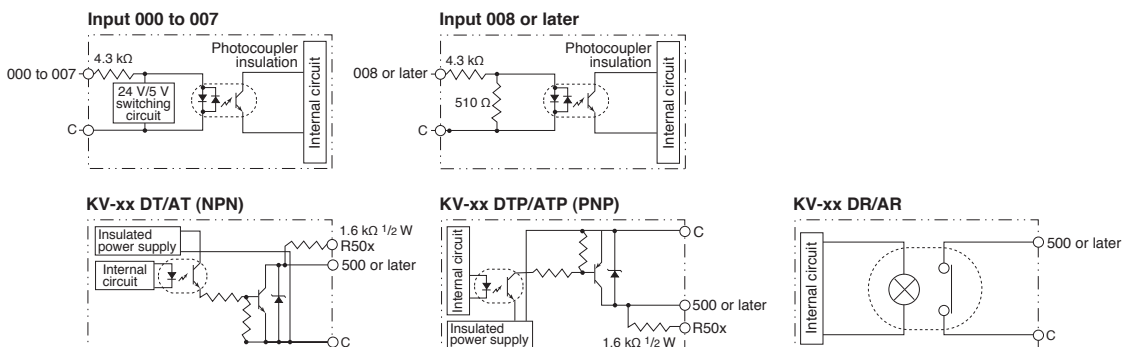 Input 000 to 007
Photocoupler
insulation
4.3 kΩ
000 to 007
24 V/5 V
switching
circuit
C
Internal circuit
Input 008 or later
Photocoupler
insulation
4.3 kΩ
008 or later
510 Ω
C
Internal circuit
KV-xx DT/AT (NPN)
Insulated
power supply
Internal
circuit
1.6 kΩ 1/2 W
R50x
500 or later
C
KV-xx DTP/ATP (PNP)
Internal circuit
C
500 or later
R50x
Insulated
power supply
1.6 kΩ 1/2 W
KV-xx DR/AR
Internal circuit
500 or later
C